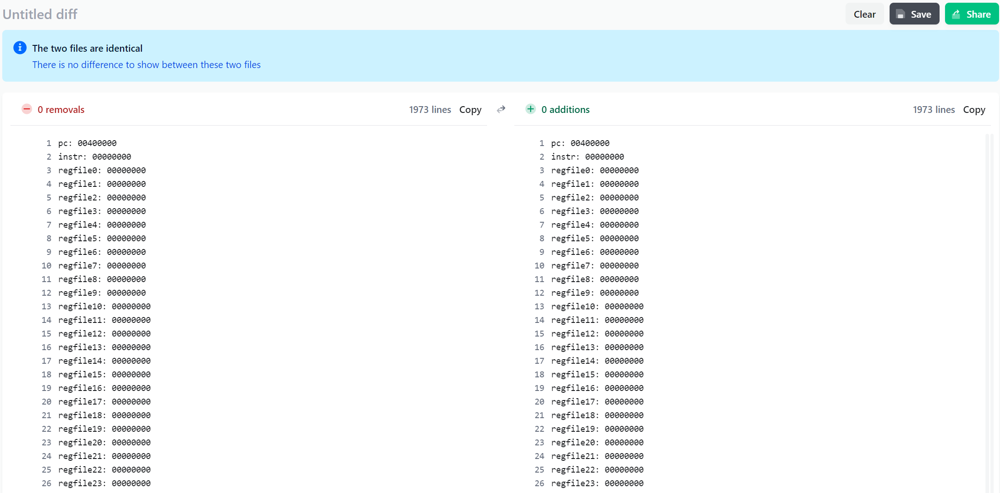 Untitled diff
Clear
Save
Share
The two files are identical
There is no difference to show between these two files
0 removals
1973 lines
Copy
0 additions
1973 lines
Copy
1 pc: 00400000
2 instr: 00000000
3 regfile0: 00000000
4 regfile1: 00000000
5 regfile2: 00000000
6 regfile3: 00000000
7 regfile4: 00000000
8 regfile5: 00000000
9 regfile6: 00000000
10 regfile7: 00000000
11 regfile8: 00000000
12 regfile9: 00000000
13 regfile10: 00000000
14 regfile11: 00000000
15 regfile12: 00000000
16 regfile13: 00000000
17 regfile14: 00000000
18 regfile15: 00000000
19 regfile16: 00000000
20 regfile17: 00000000
21 regfile18: 00000000
22 regfile19: 00000000
23 regfile20: 00000000
24 regfile21: 00000000
25 regfile22: 00000000
26 regfile23: 00000000
1 pc: 00400000
2 instr: 00000000
3 regfile0: 00000000
4 regfile1: 00000000
5 regfile2: 00000000
6 regfile3: 00000000
7 regfile4: 00000000
8 regfile5: 00000000
9 regfile6: 00000000
10 regfile7: 00000000
11 regfile8: 00000000
12 regfile9: 00000000
13 regfile10: 00000000
14 regfile11: 00000000
15 regfile12: 00000000
16 regfile13: 00000000
17 regfile14: 00000000
18 regfile15: 00000000
19 regfile16: 00000000
20 regfile17: 00000000
21 regfile18: 00000000
22 regfile19: 00000000
23 regfile20: 00000000
24 regfile21: 00000000
25 regfile22: 00000000
26 regfile23: 00000000